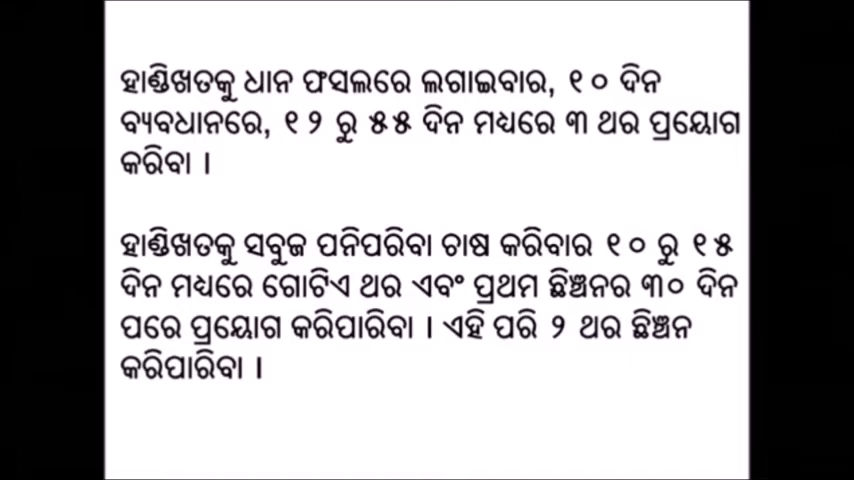 ହାଣ୍ଡିଖତକୁ ଧାନ ଫସଲରେ ଲଗାଇବାର, ୧୦ ଦିନ
ବ୍ୟବଧାନରେ, ୧୨ ରୁ ୫୫ ଦିନ ମଧ୍ୟରେ ୩ ଥର ପ୍ରୟୋଗ
କରିବା ।
ହାଣ୍ଡିଖତକୁ ସବୁଜ ପନିପରିବା ଚାଷ କରିବାର ୧୦ ରୁ ୧୫
ଦିନ ମଧ୍ୟରେ ଗୋଟିଏ ଥର ଏବଂ ପ୍ରଥମ ଛିଞ୍ଚନର ୩୦ ଦିନ
ପରେ ପ୍ରୟୋଗ କରିପାରିବା । ଏହି ପରି ୨ ଥର ଛିଞ୍ଚନ
କରିପାରିବା ।